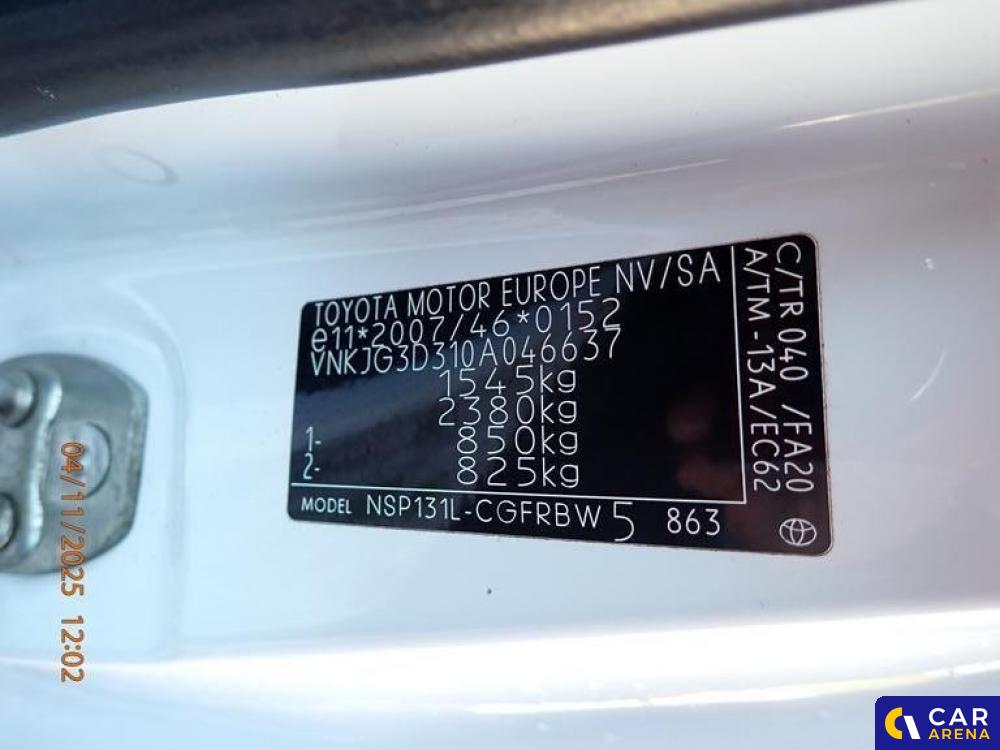 TOYOTA MOTOR EUROPE NV/SA
e11*2007/46*0152
VNKJG3D310A046637
1545kg
2380kg
1- 850kg
2- 825kg
MODEL NSP131L-CGFRBW 5 863
C/TR 040 /FA20
A/TM -13A/EC62
04/11/2025 12:02
CAR
ARENA